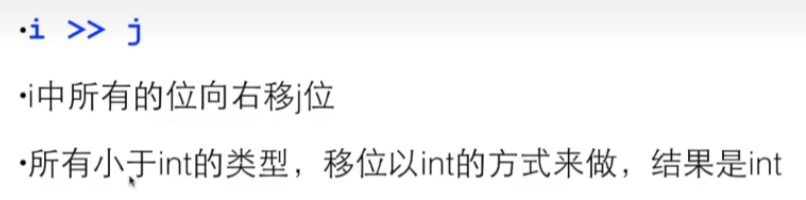 •i >> j
•i中所有的位向右移j位
•所有小于int的类型，移位以int的方式来做，结果是int